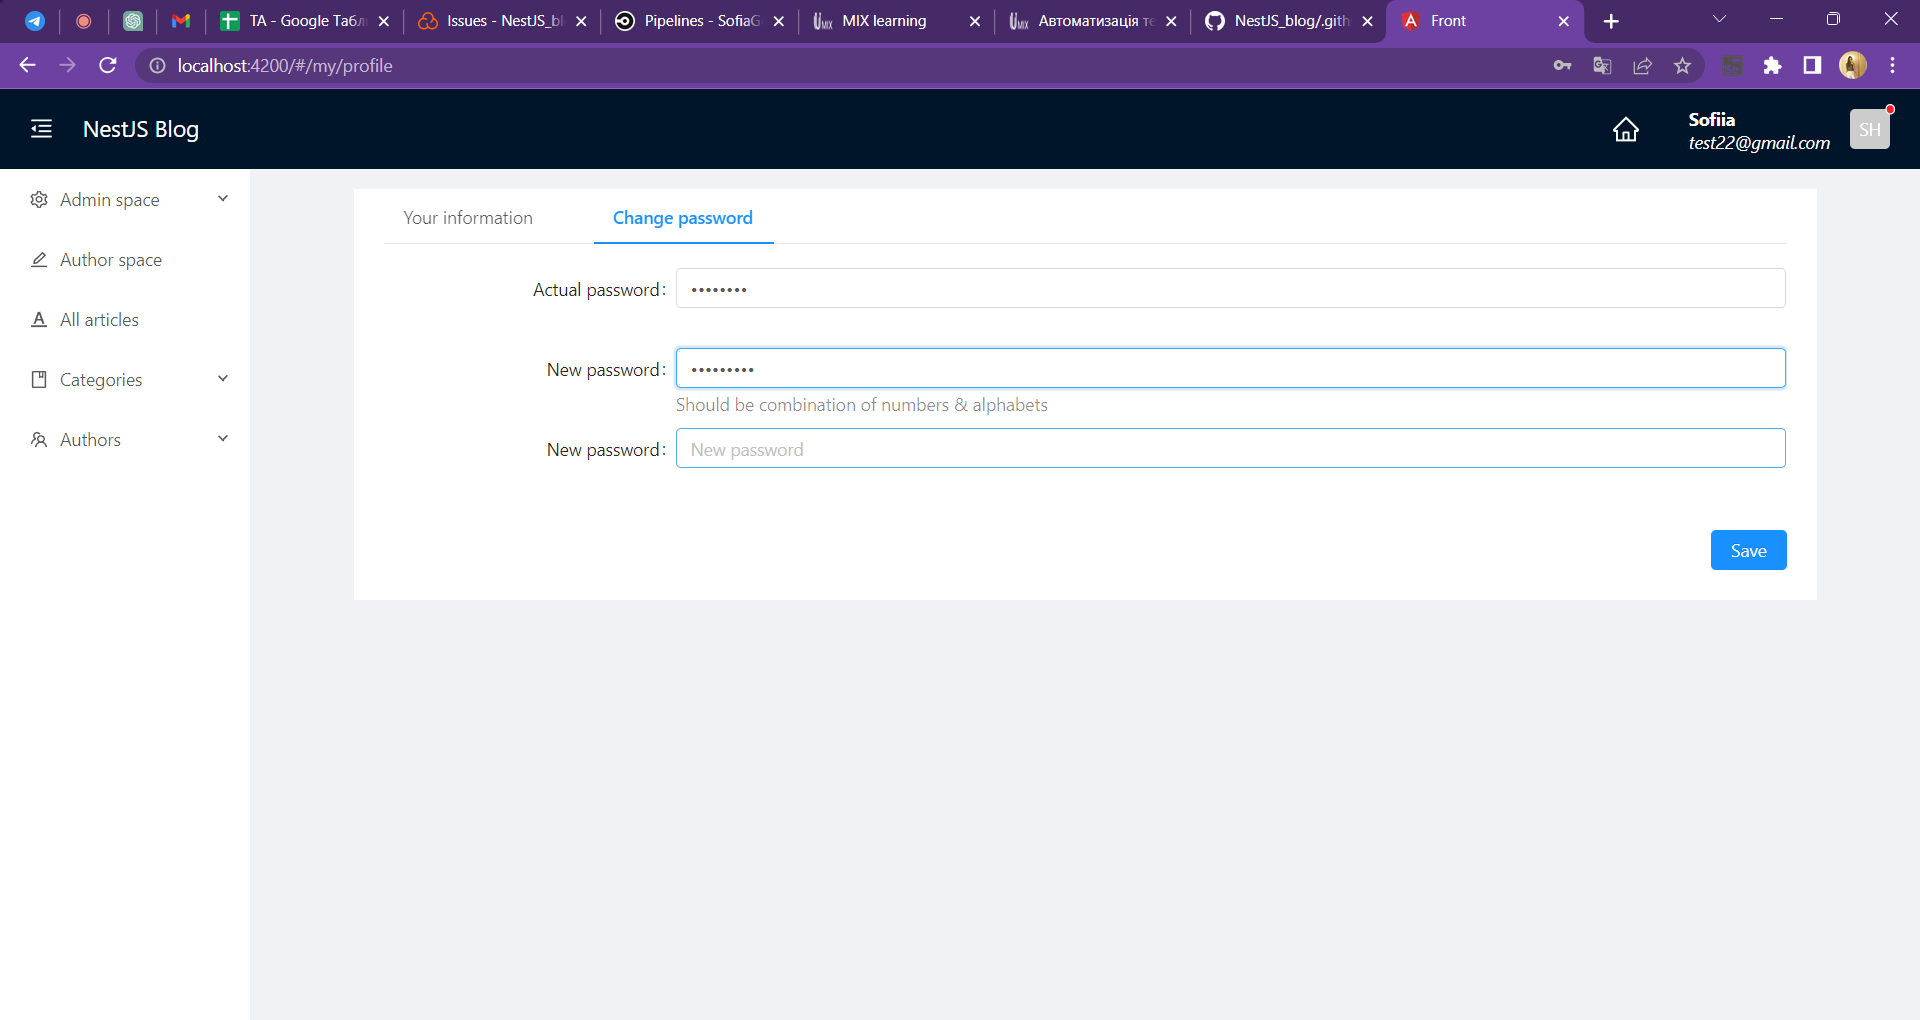 TA - Google Табл
Issues - NestJS_bl
Pipelines - SofiaG
MIX learning
Автоматизація те
NestJS_blog/.gith
Front
localhost:4200/#/my/profile
NestJS Blog
Sofiia
test22@gmail.com
SH
Admin space
Author space
All articles
Categories
Authors
Your information
Change password
Actual password:
••••••••
New password:
•••••••••
Should be combination of numbers & alphabets
New password:
New password
Save